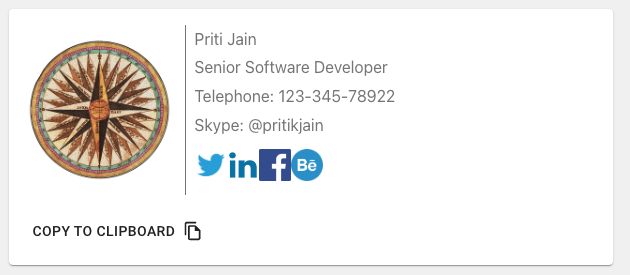 Priti Jain
Senior Software Developer
Telephone: 123-345-78922
Skype: @pritikjain
in f Bē
COPY TO CLIPBOARD